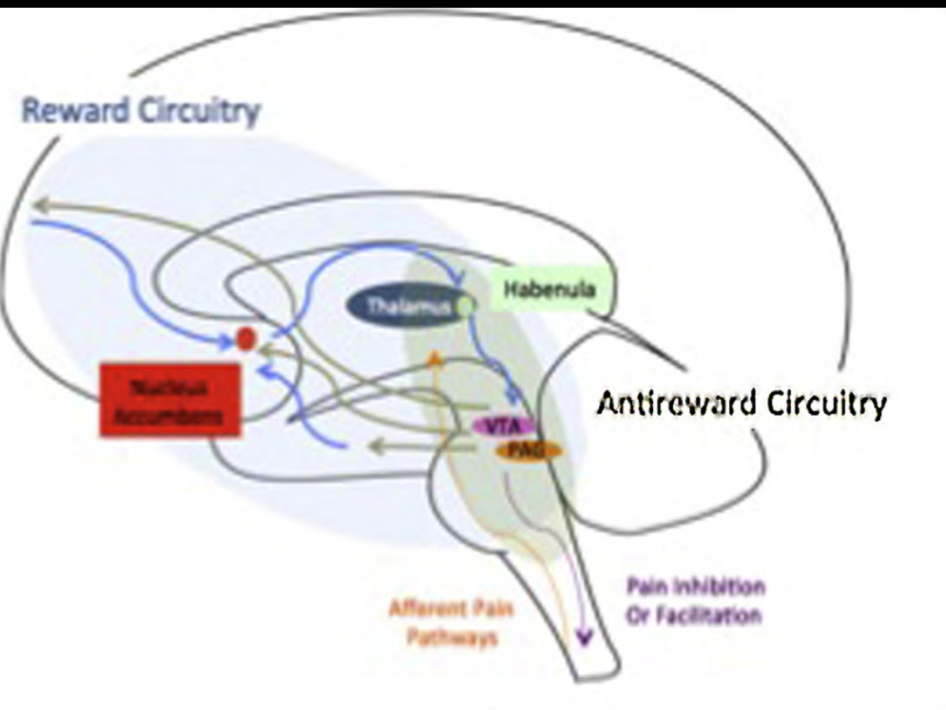 Reward Circuitry
Habenula
Thalamus
Nucleus
Accumbens
Antireward Circuitry
VTA
PAG
Afferent Pain
Pathways
Pain Inhibition
Or Facilitation